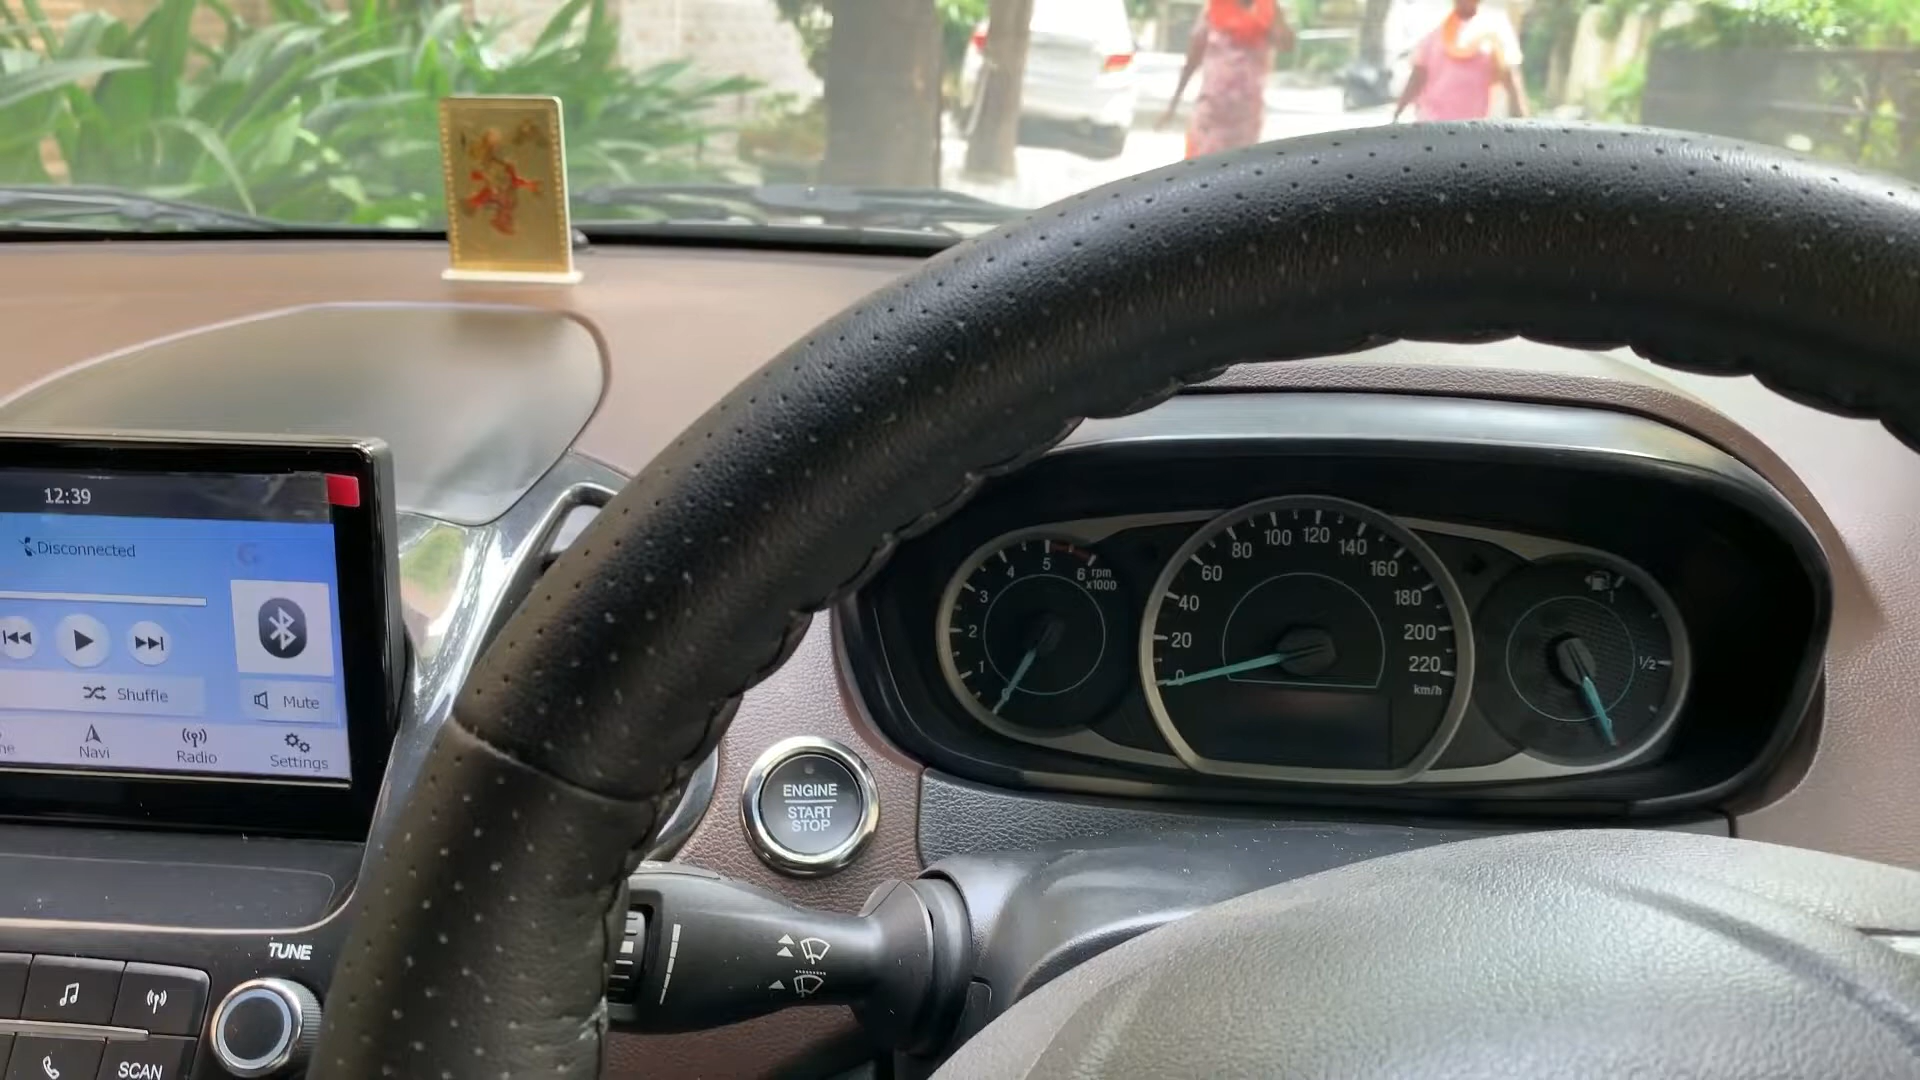 12:39
Disconnected
Shuffle
Mute
Navi
Radio
Settings
TUNE
SCAN
ENGINE
START
STOP
1
2
3
4
5
6
rpm
x1000
0
20
40
60
80
100
120
140
160
180
200
220
km/h
1
1/2